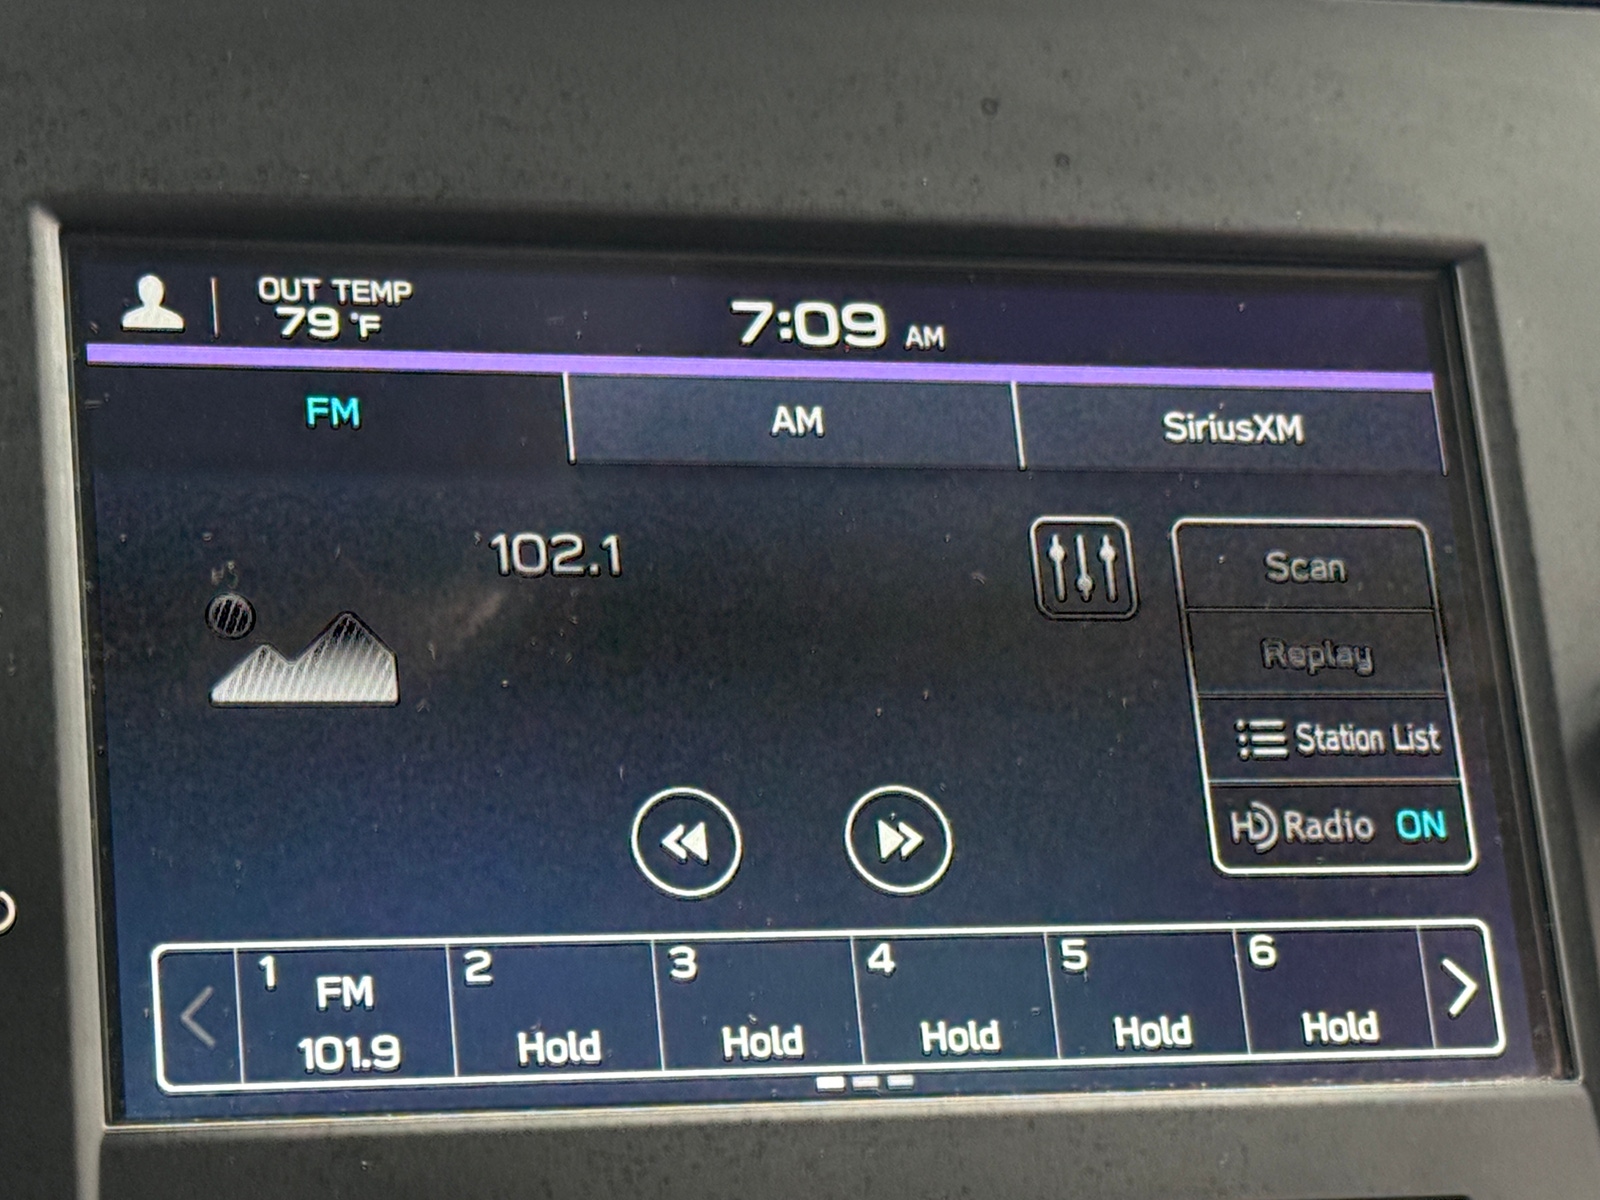 OUT TEMP
79 °F
7:09 AM
FM
AM
SiriusXM
102.1
Scan
Replay
Station List
HD Radio ON
1
FM
101.9
2
Hold
3
Hold
4
Hold
5
Hold
6
Hold